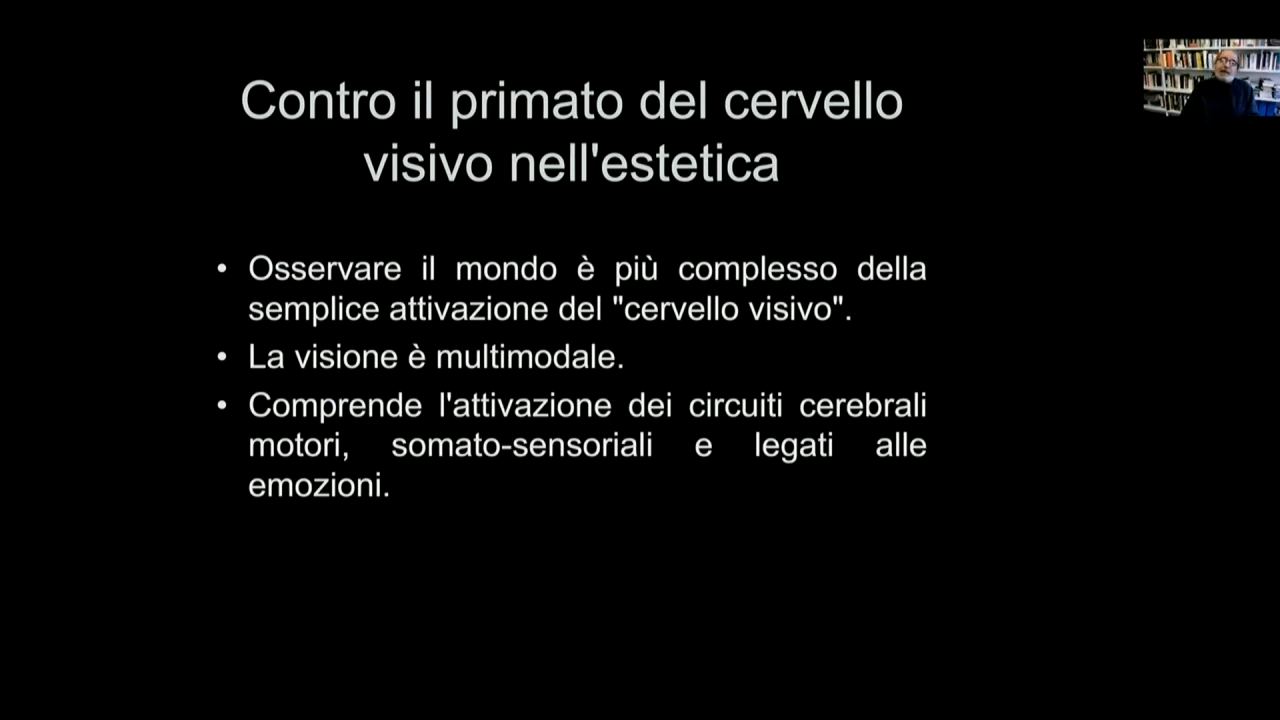 Contro il primato del cervello
visivo nell'estetica
• Osservare il mondo è più complesso della
semplice attivazione del "cervello visivo".
• La visione è multimodale.
• Comprende l'attivazione dei circuiti cerebrali
motori, somato-sensoriali e legati alle
emozioni.